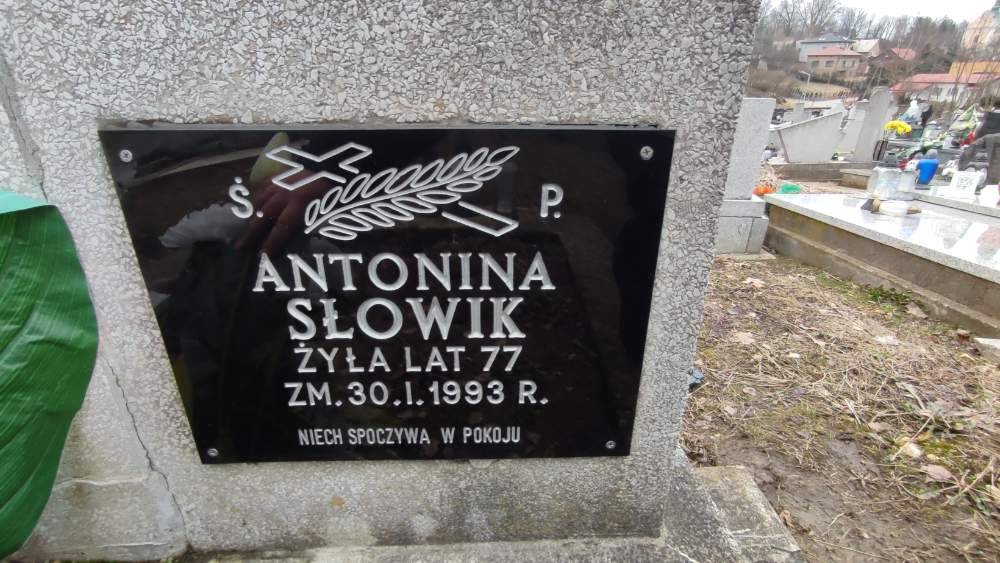 Ś. P.
ANTONINA
SŁOWIK
ŻYŁA LAT 77
ZM. 30.I.1993 R.
NIECH SPOCZYWA W POKOJU